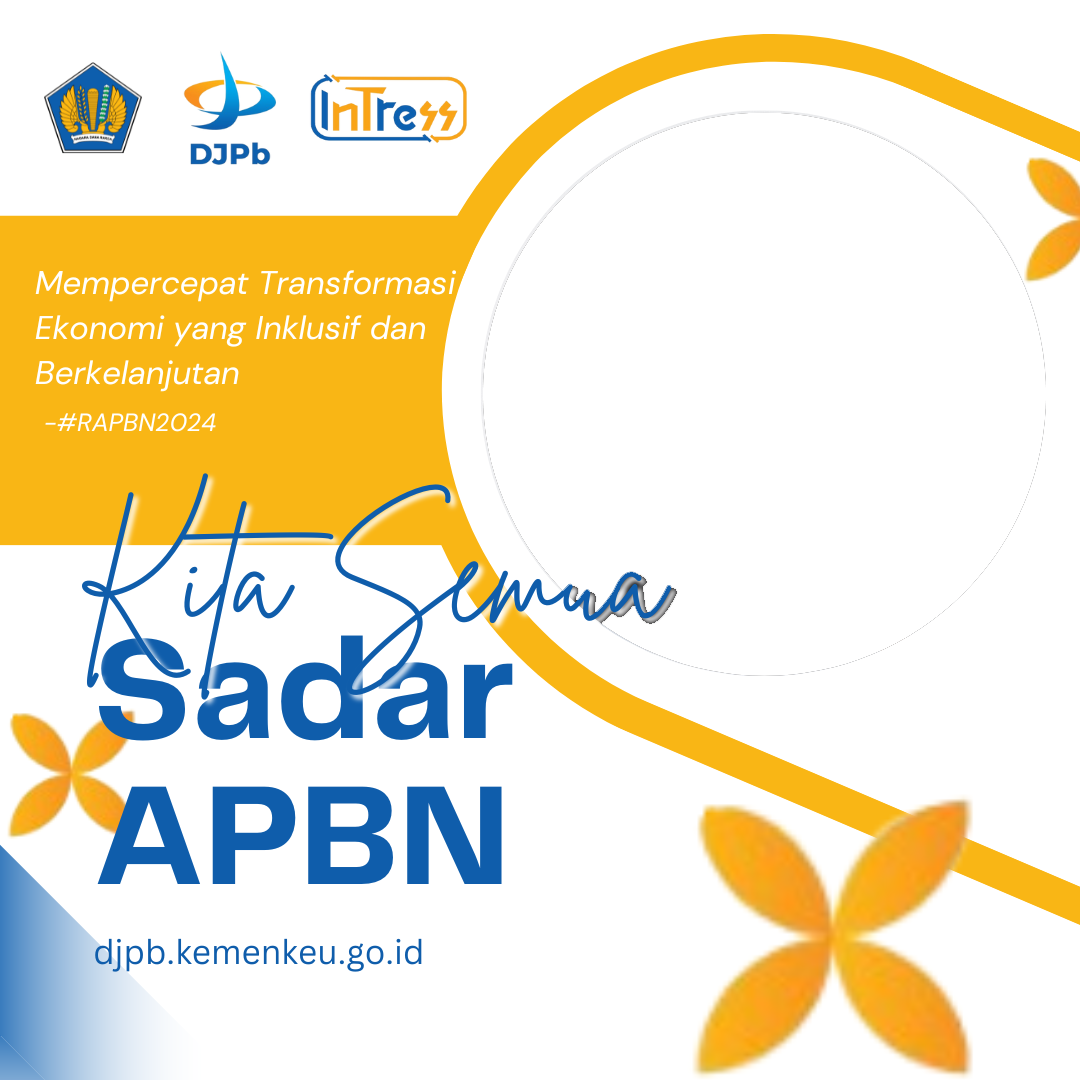 DJPb
InTress
Mempercepat Transformasi
Ekonomi yang Inklusif dan
Berkelanjutan
-#RAPBN2024
Kita Semua
Sadar
APBN
djpb.kemenkeu.go.id